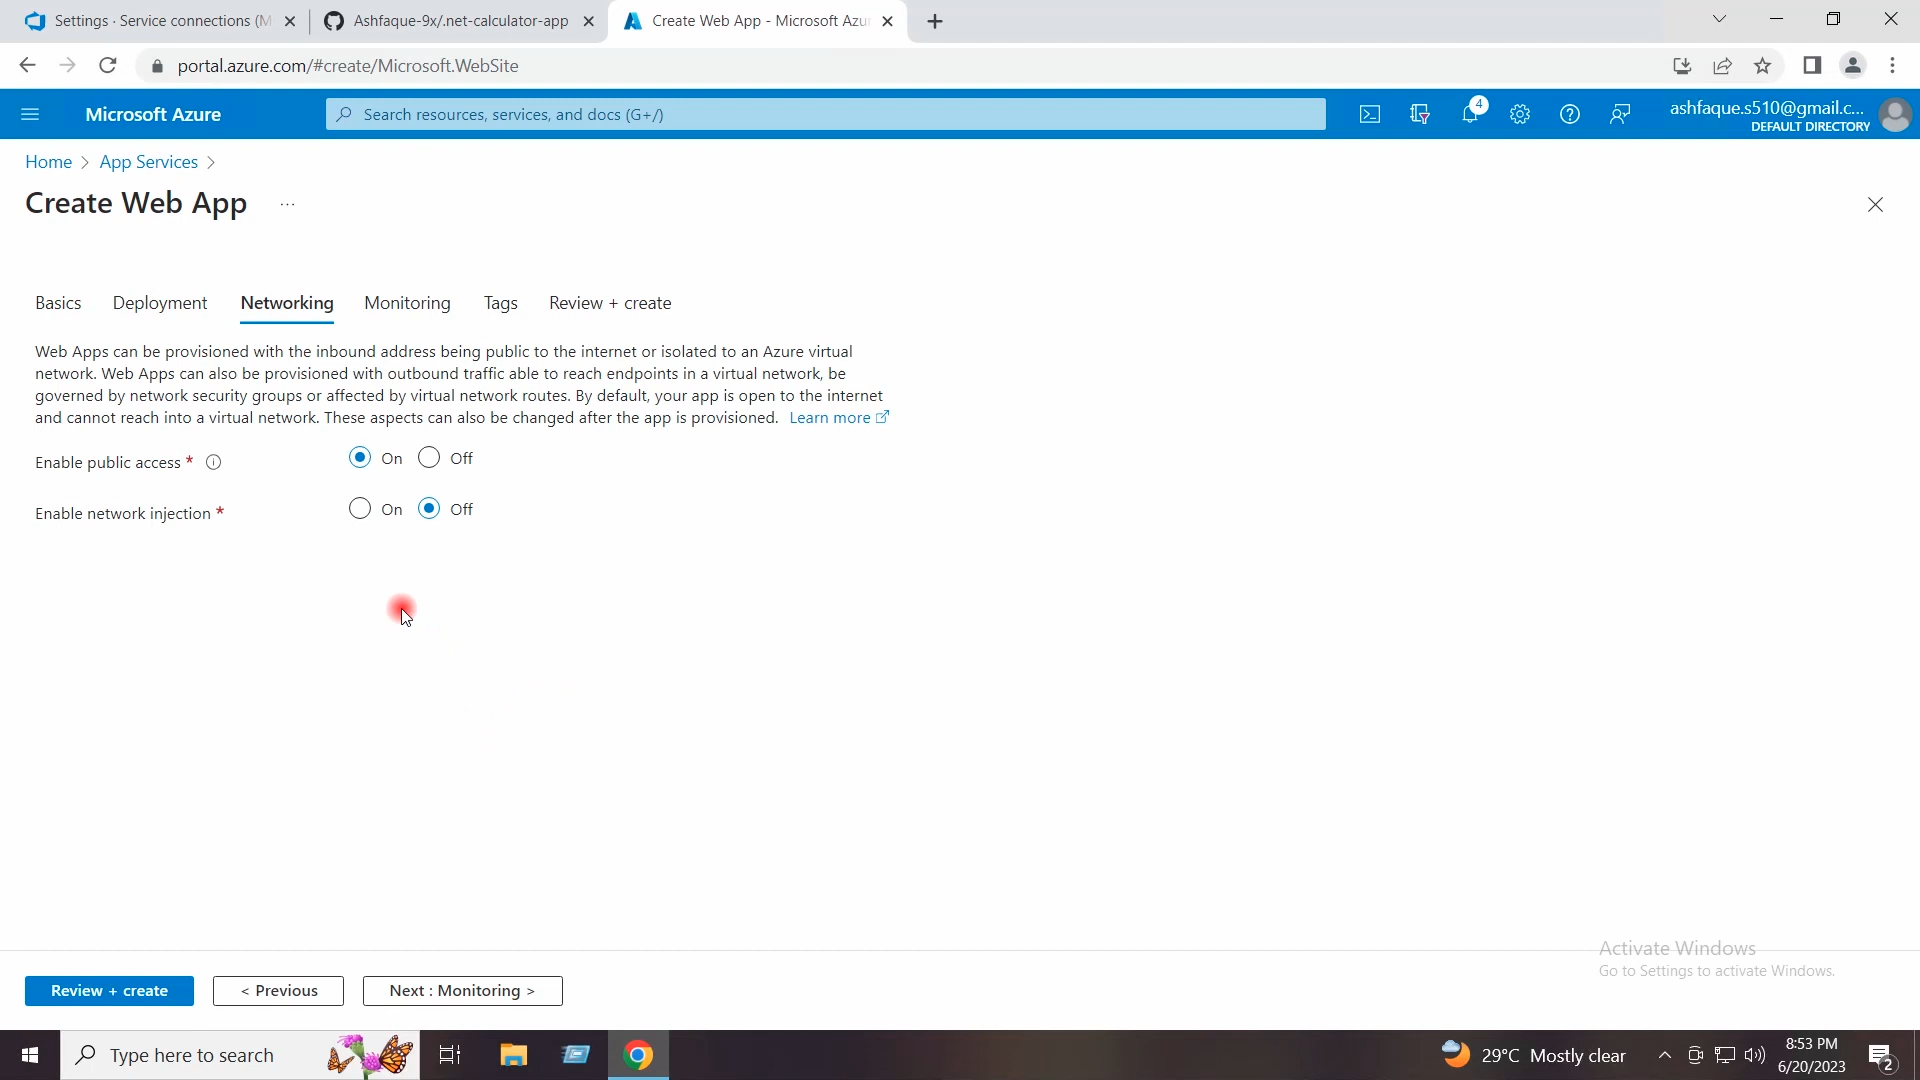 Settings · Service connections (M
Ashfaque-9x/.net-calculator-app
Create Web App - Microsoft Azur
portal.azure.com/#create/Microsoft.WebSite
Microsoft Azure
Search resources, services, and docs (G+/)
4
ashfaque.s510@gmail.c...
DEFAULT DIRECTORY
Home > App Services >
Create Web App ...
Basics Deployment Networking Monitoring Tags Review + create
Web Apps can be provisioned with the inbound address being public to the internet or isolated to an Azure virtual
network. Web Apps can also be provisioned with outbound traffic able to reach endpoints in a virtual network, be
governed by network security groups or affected by virtual network routes. By default, your app is open to the internet
and cannot reach into a virtual network. These aspects can also be changed after the app is provisioned. Learn more
Enable public access * On Off
Enable network injection * On Off
Activate Windows
Go to Settings to activate Windows.
Review + create < Previous Next : Monitoring >
Type here to search
29°C Mostly clear
8:53 PM
6/20/2023
2